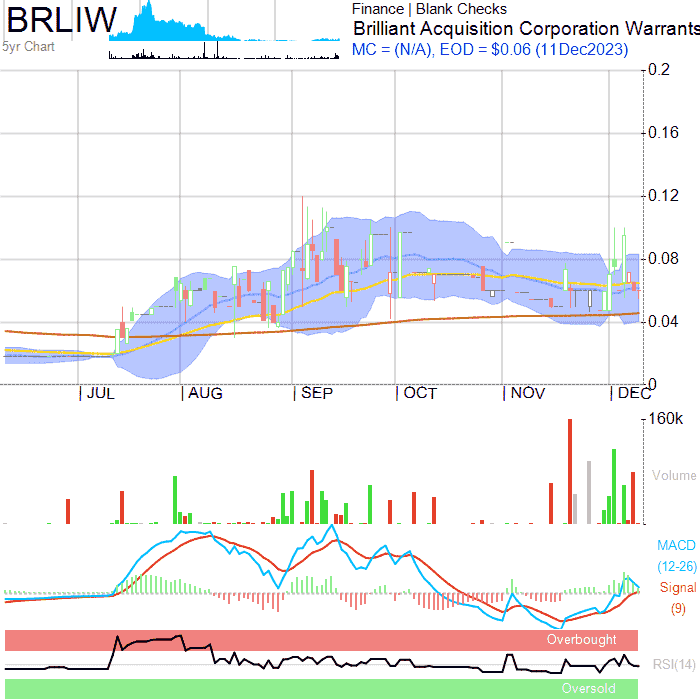 BRLIW
5yr Chart
Finance | Blank Checks
Brilliant Acquisition Corporation Warrants
MC = (N/A), EOD = $0.06 (11Dec2023)
0.2
0.16
0.12
0.08
0.04
0
JUL AUG SEP OCT NOV DEC
160k
Volume
MACD
(12-26)
Signal
(9)
Overbought
RSI(14)
Oversold